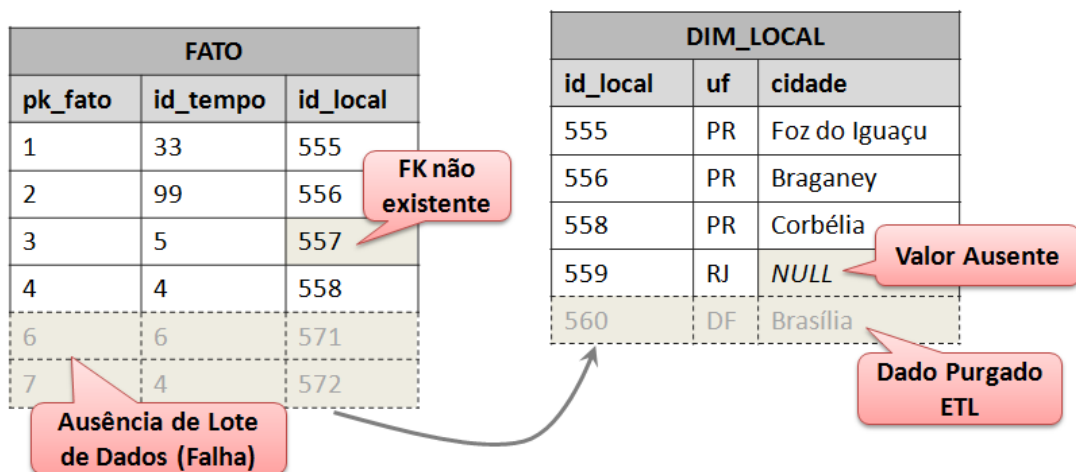 FATO
pk_fato id_tempo id_local
1 33 555
2 99 556
3 5 557
4 4 558
6 6 571
7 4 572
FK não
existente
Ausência de Lote
de Dados (Falha)
DIM_LOCAL
id_local uf cidade
555 PR Foz do Iguaçu
556 PR Braganey
558 PR Corbélia
559 RJ NULL
560 DF Brasília
Valor Ausente
Dado Purgado
ETL